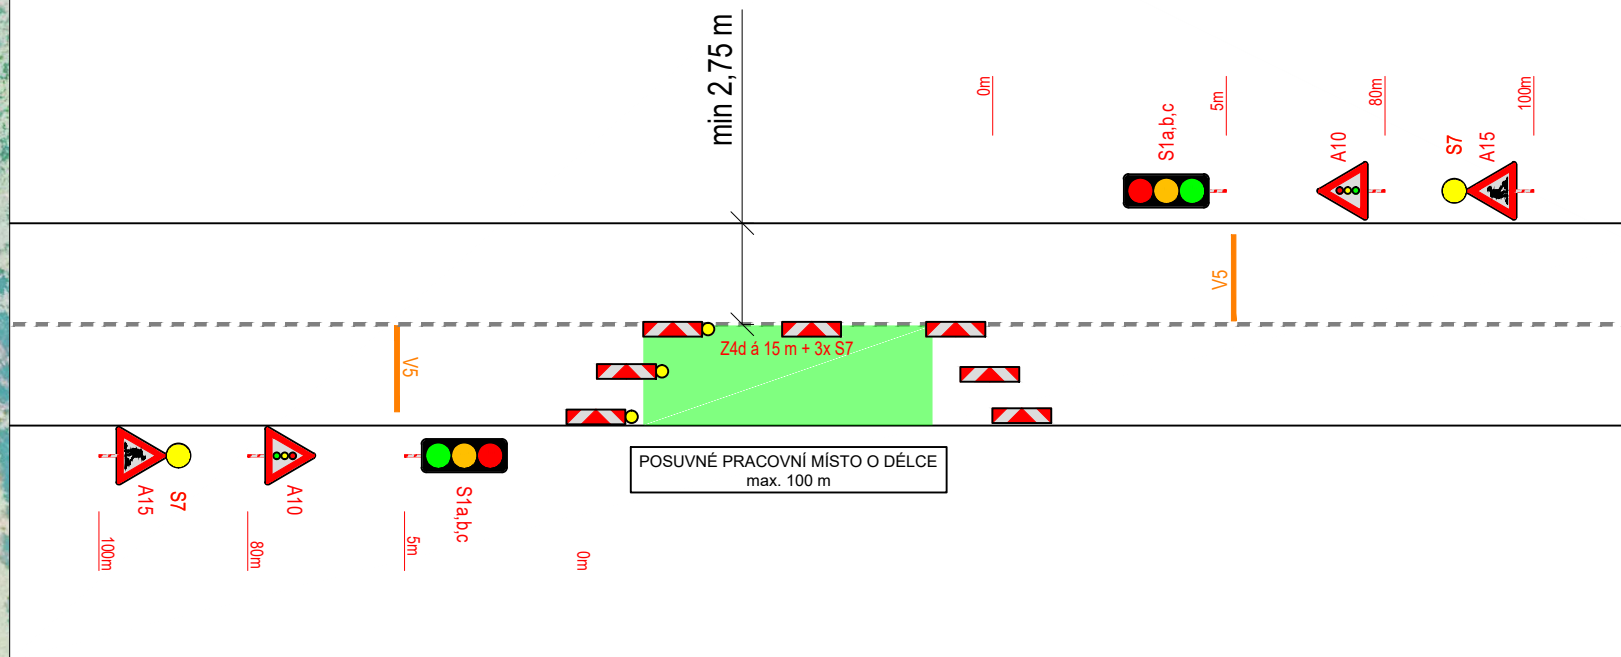 min 2,75 m
0m
S1a,b,c
5m
A10
80m
S7
A15
100m
V5
V5
Z4d á 15 m + 3x S7
POSUVNÉ PRACOVNÍ MÍSTO O DÉLCE
max. 100 m
A15
S7
A10
S1a,b,c
100m
80m
5m
0m